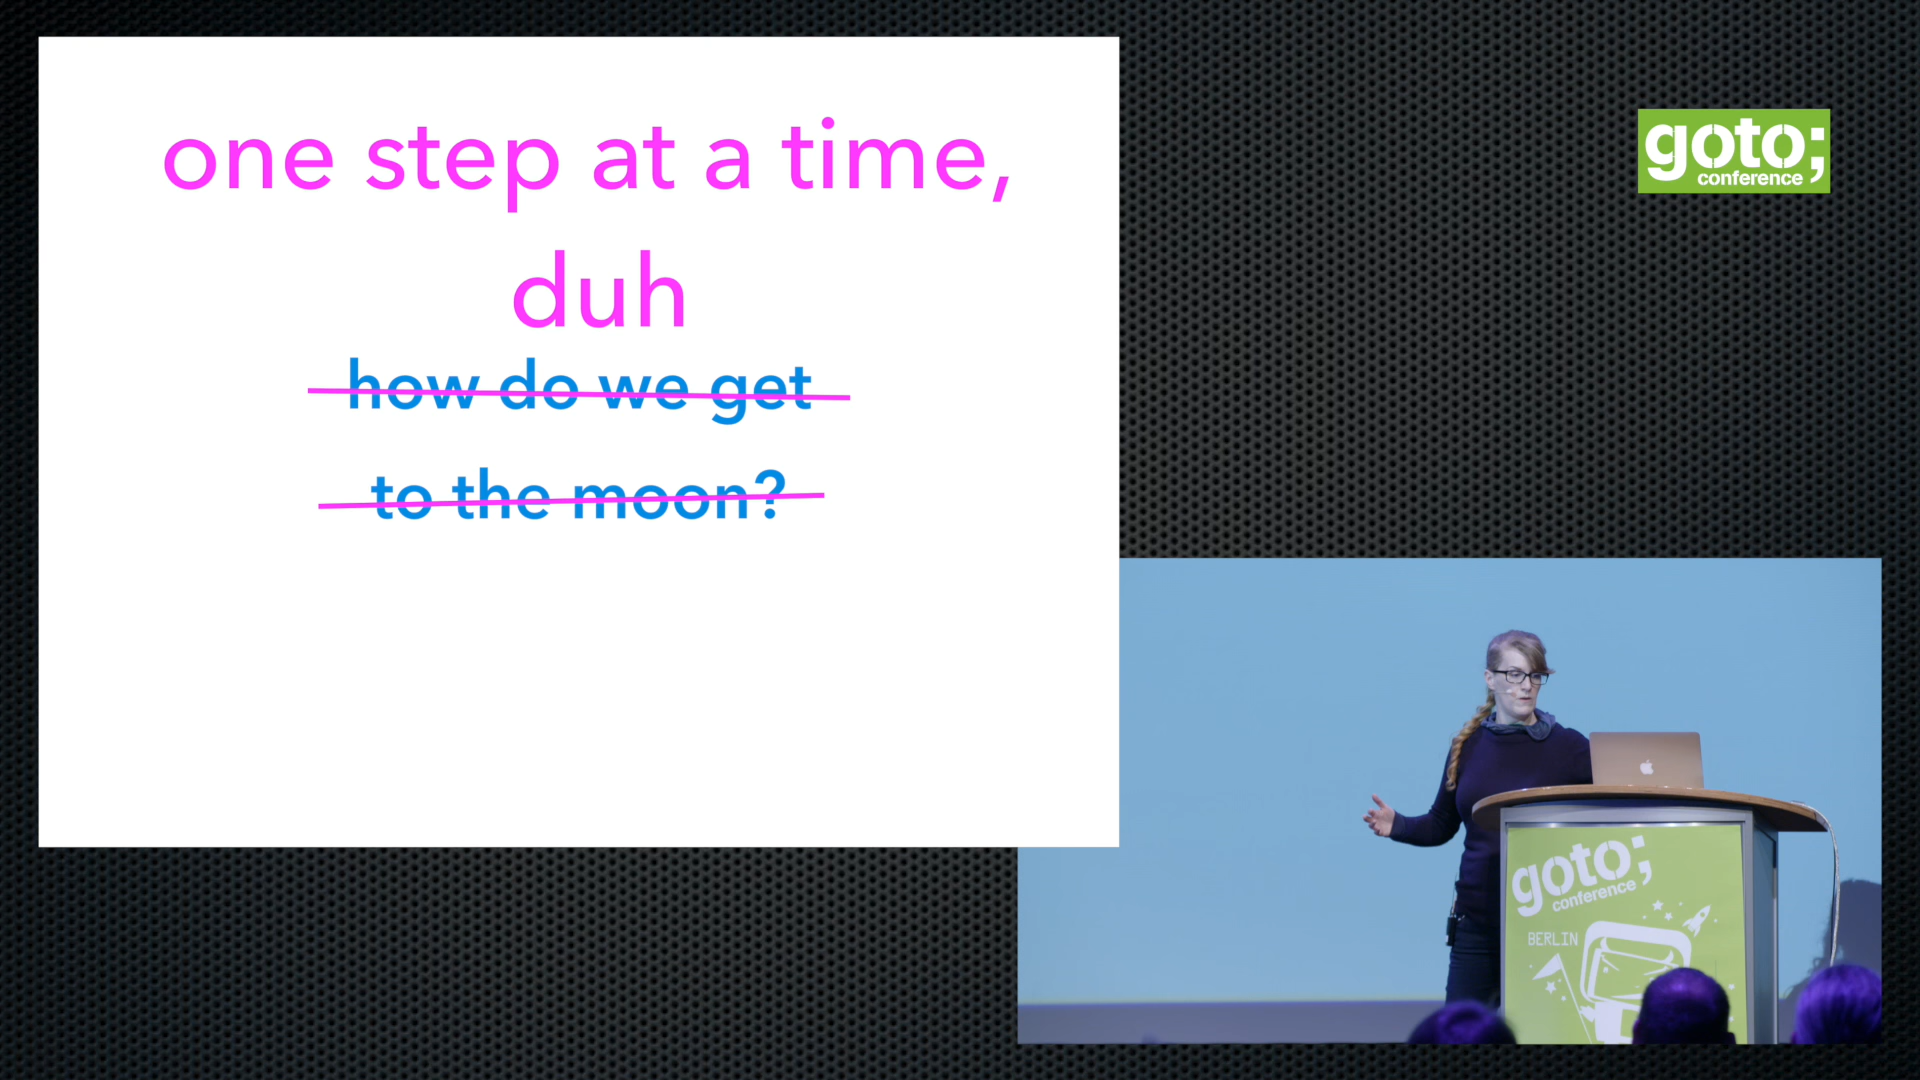 one step at a time,
duh
how do we get
to the moon?
goto;
conference
goto;
conference
BERLIN